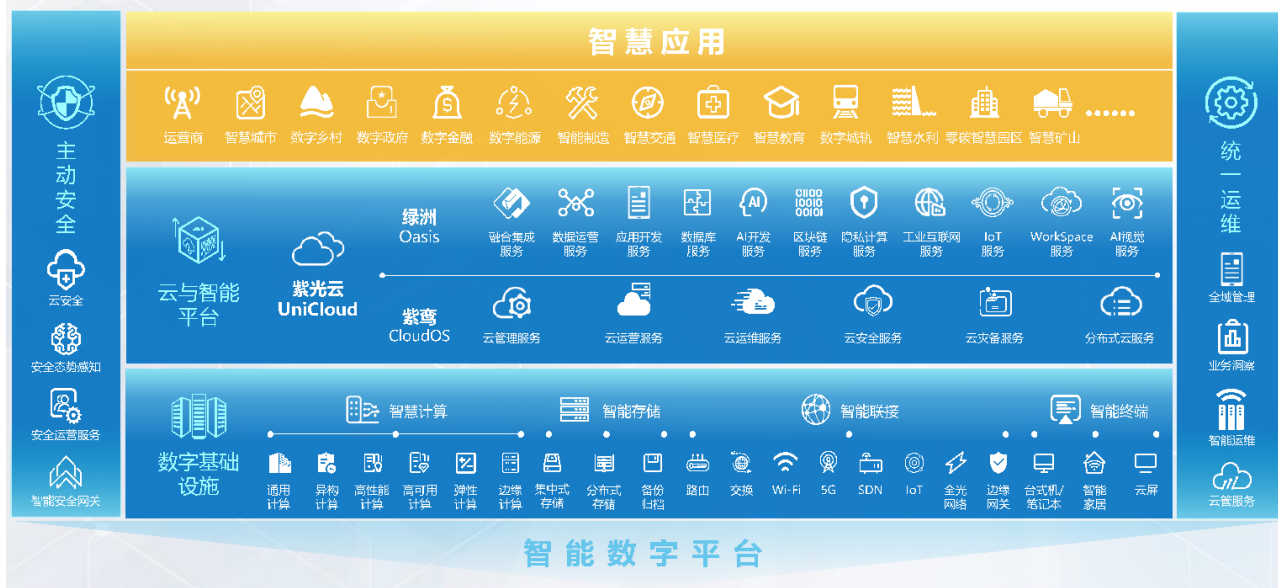 智慧应用
运营商
智慧城市
数字乡村
数字政府
数字金融
数字能源
智能制造
智慧交通
智慧医疗
智慧教育
数字城轨
智慧水利
零碳智慧园区
智慧矿山
......
主动安全
云安全
安全态势感知
安全运营服务
智能安全网关
云与智能
平台
紫光云
UniCloud
绿洲
Oasis
融合集成
服务
数据运营
服务
应用开发
服务
数据库
服务
AI开发
服务
区块链
服务
隐私计算
服务
工业互联网
服务
IoT
服务
WorkSpace
服务
AI视觉
服务
紫鸾
CloudOS
云管理服务
云运营服务
云运维服务
云安全服务
云灾备服务
分布式云服务
数字基础
设施
智慧计算
智能存储
智能联接
智能终端
通用
计算
异构
计算
高性能
计算
高可用
计算
弹性
计算
边缘
计算
集中式
存储
分布式
存储
备份
归档
路由
交换
Wi-Fi
5G
SDN
IoT
全光
网络
边缘
网关
台式机/
笔记本
智能
家居
云屏
统一运维
全域管理
业务洞察
智能运维
云管服务
智能数字平台